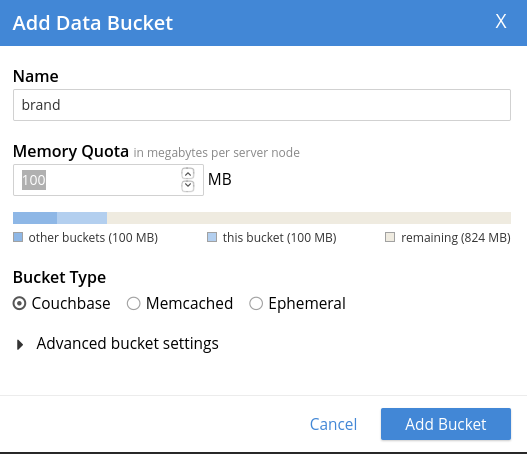 Add Data Bucket X
Name
brand
Memory Quota in megabytes per server node
100 MB
other buckets (100 MB) this bucket (100 MB) remaining (824 MB)
Bucket Type
Couchbase Memcached Ephemeral
Advanced bucket settings
Cancel Add Bucket